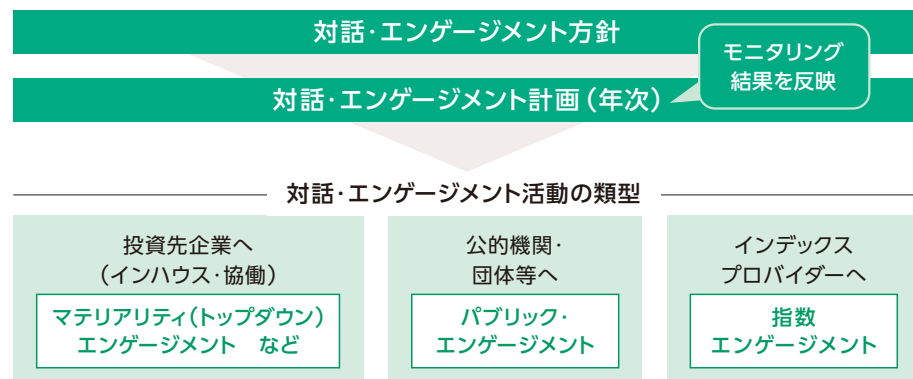 対話・エンゲージメント方針
モニタリング
結果を反映
対話・エンゲージメント計画（年次）
対話・エンゲージメント活動の類型
投資先企業へ
（インハウス・協働）
マテリアリティ（トップダウン）
エンゲージメント　など
公的機関・
団体等へ
パブリック・
エンゲージメント
インデックス
プロバイダーへ
指数
エンゲージメント